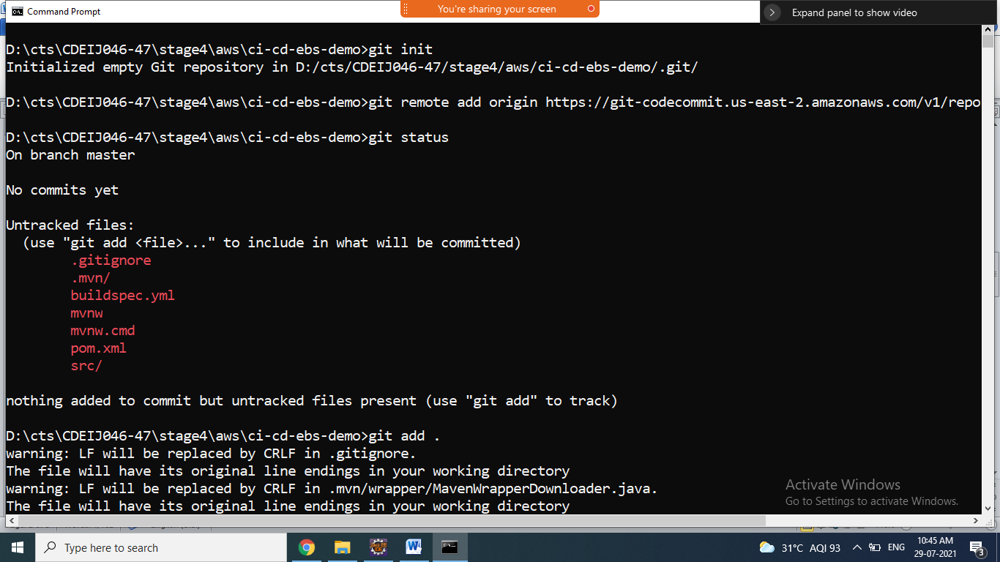 Command Prompt
You're sharing your screen
Expand panel to show video
D:\cts\CDEIJ046-47\stage4\aws\ci-cd-ebs-demo>git init
Initialized empty Git repository in D:/cts/CDEIJ046-47/stage4/aws/ci-cd-ebs-demo/.git/
D:\cts\CDEIJ046-47\stage4\aws\ci-cd-ebs-demo>git remote add origin https://git-codecommit.us-east-2.amazonaws.com/v1/repo
D:\cts\CDEIJ046-47\stage4\aws\ci-cd-ebs-demo>git status
On branch master
No commits yet
Untracked files:
(use "git add <file>..." to include in what will be committed)
.gitignore
.mvn/
buildspec.yml
mvnw
mvnw.cmd
pom.xml
src/
nothing added to commit but untracked files present (use "git add" to track)
D:\cts\CDEIJ046-47\stage4\aws\ci-cd-ebs-demo>git add .
warning: LF will be replaced by CRLF in .gitignore.
The file will have its original line endings in your working directory
warning: LF will be replaced by CRLF in .mvn/wrapper/MavenWrapperDownloader.java.
The file will have its original line endings in your working directory
Activate Windows
Go to Settings to activate Windows.
Type here to search
31°C AQI 93
ENG
10:45 AM
29-07-2021
3